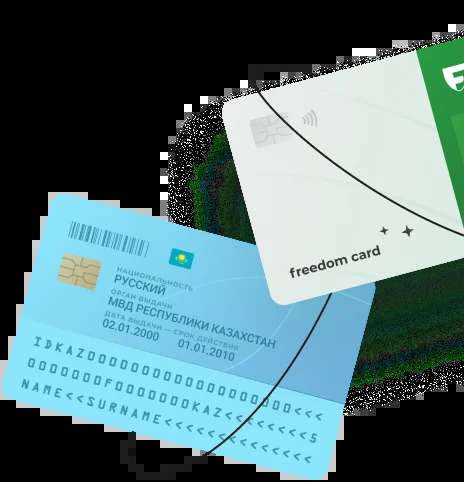 freedom card
НАЦИОНАЛЬНОСТЬ
РУССКИЙ
ОРГАН ВЫДАЧИ
МВД РЕСПУБЛИКИ КАЗАХСТАН
ДАТА ВЫДАЧИ — СРОК ДЕЙСТВИЯ
02.01.2000 01.01.2010
IDKAZ0000000000000000000<<<
0000000F0000000KAZ<<<<<<<<5
NAME<<SURNAME<<<<<<<<<<<<<<